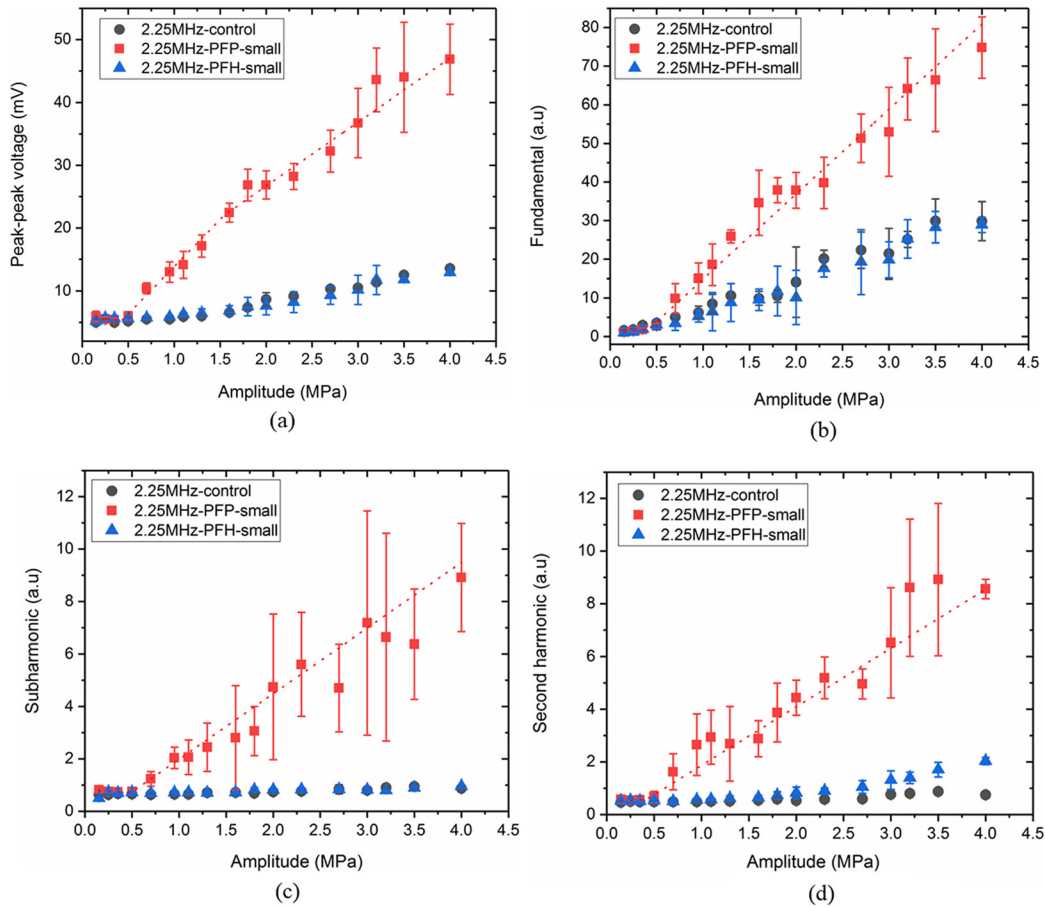 2.25MHz-control
2.25MHz-PFP-small
2.25MHz-PFH-small
Peak-peak voltage (mV)
50
40
30
20
10
0.0 0.5 1.0 1.5 2.0 2.5 3.0 3.5 4.0 4.5
Amplitude (MPa)
(a)
2.25MHz-control
2.25MHz-PFP-small
2.25MHz-PFH-small
Fundamental (a.u)
80
70
60
50
40
30
20
10
0
0.0 0.5 1.0 1.5 2.0 2.5 3.0 3.5 4.0 4.5
Amplitude (MPa)
(b)
2.25MHz-control
2.25MHz-PFP-small
2.25MHz-PFH-small
Subharmonic (a.u)
12
10
8
6
4
2
0
0.0 0.5 1.0 1.5 2.0 2.5 3.0 3.5 4.0 4.5
Amplitude (MPa)
(c)
2.25MHz-control
2.25MHz-PFP-small
2.25MHz-PFH-small
Second harmonic (a.u)
12
10
8
6
4
2
0
0.0 0.5 1.0 1.5 2.0 2.5 3.0 3.5 4.0 4.5
Amplitude (MPa)
(d)